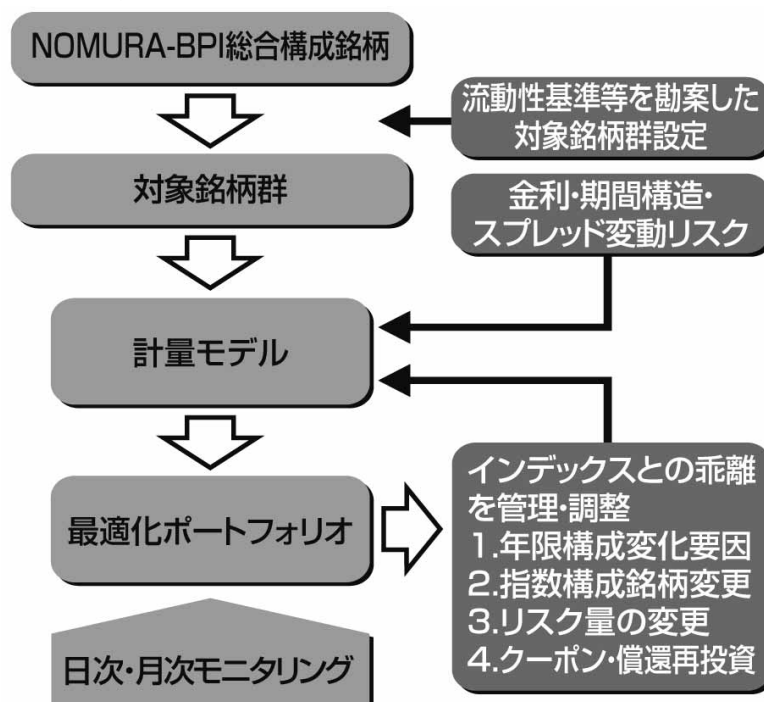 NOMURA-BPI総合構成銘柄
流動性基準等を勘案した
対象銘柄群設定
対象銘柄群
金利・期間構造・
スプレッド変動リスク
計量モデル
最適化ポートフォリオ
インデックスとの乖離
を管理・調整
1.年限構成変化要因
2.指数構成銘柄変更
3.リスク量の変更
4.クーポン・償還再投資
日次・月次モニタリング